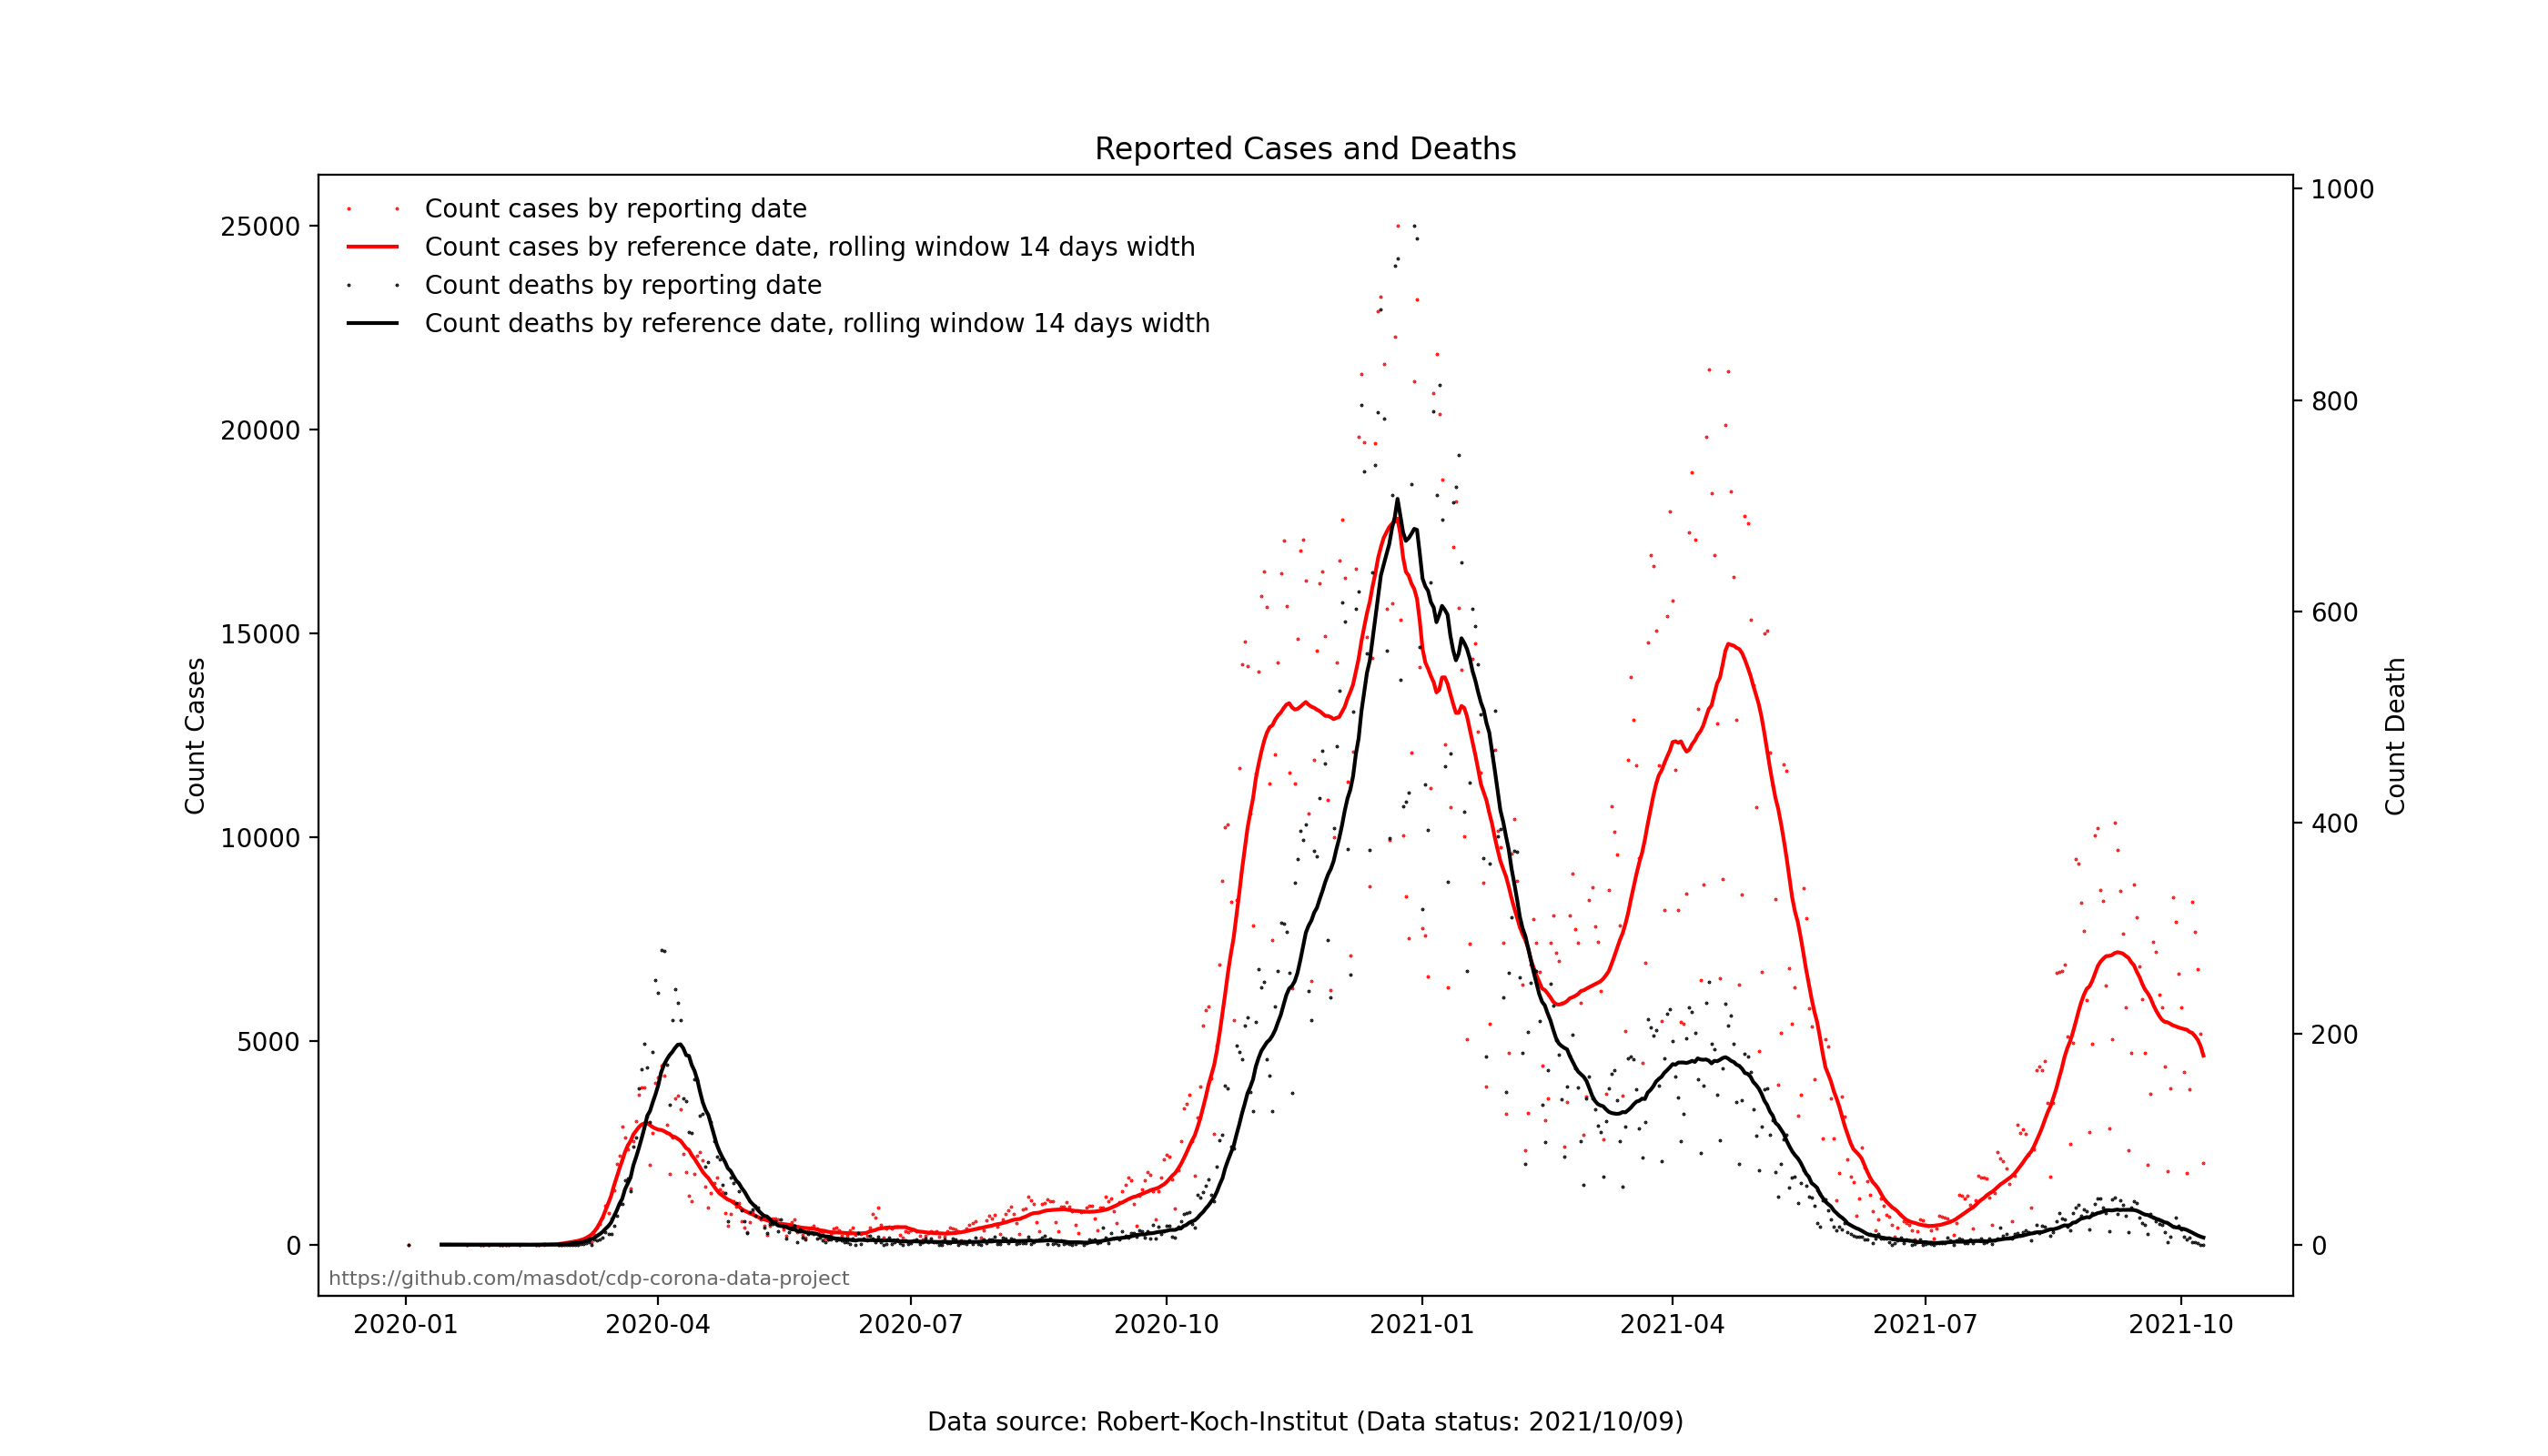 Reported Cases and Deaths
Count cases by reporting date
Count cases by reference date, rolling window 14 days width
Count deaths by reporting date
Count deaths by reference date, rolling window 14 days width
25000
20000
15000
10000
5000
0
Count Cases
1000
800
600
400
200
0
Count Death
https://github.com/masdot/cdp-corona-data-project
2020-01 2020-04 2020-07 2020-10 2021-01 2021-04 2021-07 2021-10
Data source: Robert-Koch-Institut (Data status: 2021/10/09)